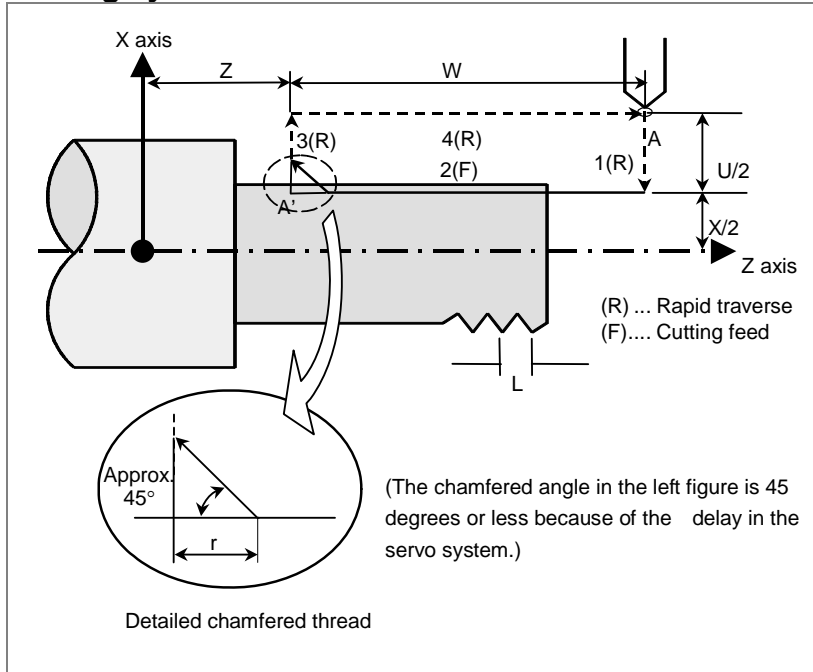 X axis
Z
W
3(R)
4(R)
A
2(F)
1(R)
U/2
A'
X/2
Z axis
(R) ... Rapid traverse
(F).... Cutting feed
L
Approx.
45°
r
(The chamfered angle in the left figure is 45
degrees or less because of the delay in the
servo system.)
Detailed chamfered thread